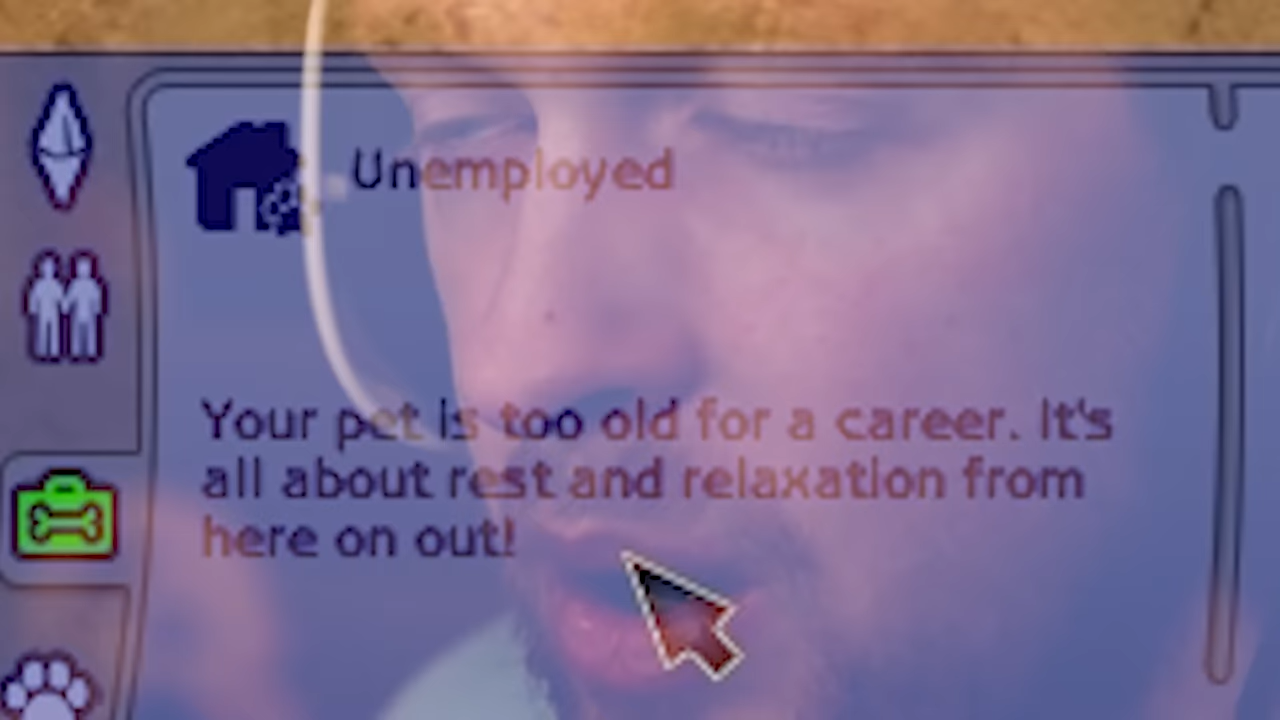 Unemployed
Your pet is too old for a career. It's
all about rest and relaxation from
here on out!